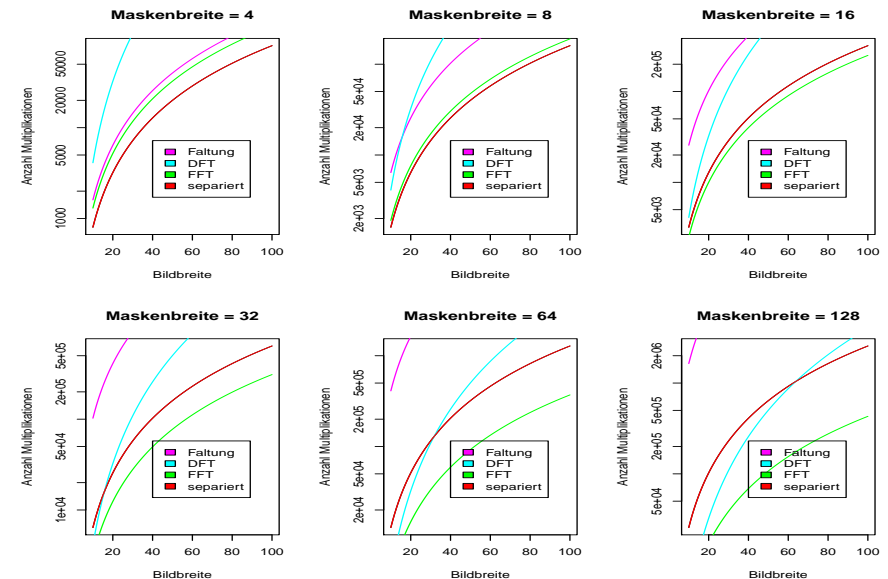 Maskenbreite = 4
Anzahl Multiplikationen
50000
20000
5000
1000
Faltung
DFT
FFT
separiert
20 40 60 80 100
Bildbreite
Maskenbreite = 8
Anzahl Multiplikationen
5e+04
2e+04
5e+03
2e+03
Faltung
DFT
FFT
separiert
20 40 60 80 100
Bildbreite
Maskenbreite = 16
Anzahl Multiplikationen
2e+05
5e+04
2e+04
5e+03
Faltung
DFT
FFT
separiert
20 40 60 80 100
Bildbreite
Maskenbreite = 32
Anzahl Multiplikationen
5e+05
2e+05
5e+04
1e+04
Faltung
DFT
FFT
separiert
20 40 60 80 100
Bildbreite
Maskenbreite = 64
Anzahl Multiplikationen
5e+05
2e+05
5e+04
2e+04
Faltung
DFT
FFT
separiert
20 40 60 80 100
Bildbreite
Maskenbreite = 128
Anzahl Multiplikationen
2e+06
5e+05
2e+05
5e+04
Faltung
DFT
FFT
separiert
20 40 60 80 100
Bildbreite